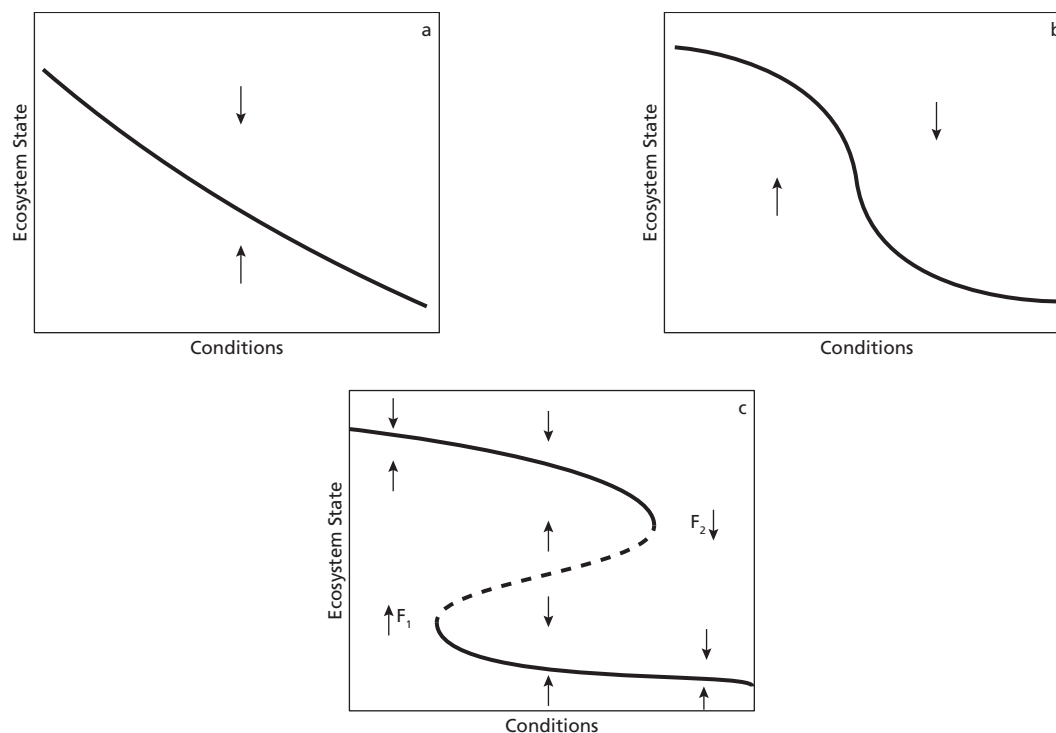 a
Ecosystem State
Conditions
b
Ecosystem State
Conditions
c
Ecosystem State
F₂
F₁
Conditions